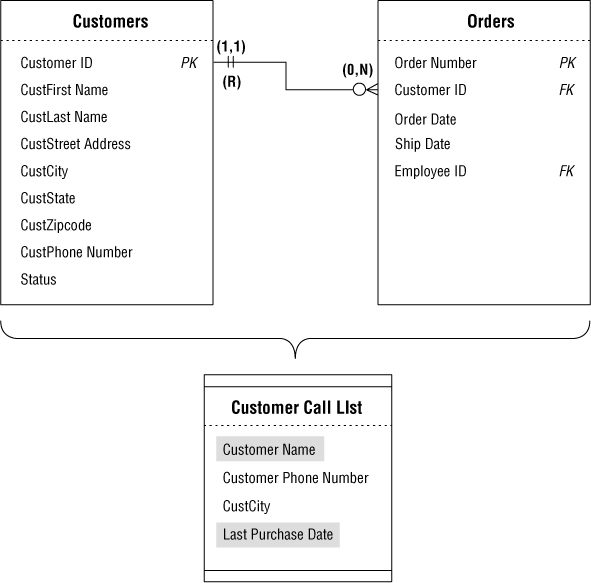 Customers
Customer ID PK
CustFirst Name
CustLast Name
CustStreet Address
CustCity
CustState
CustZipcode
CustPhone Number
Status
(1,1)
(R)
(0,N)
Orders
Order Number PK
Customer ID FK
Order Date
Ship Date
Employee ID FK
Customer Call LIst
Customer Name
Customer Phone Number
CustCity
Last Purchase Date